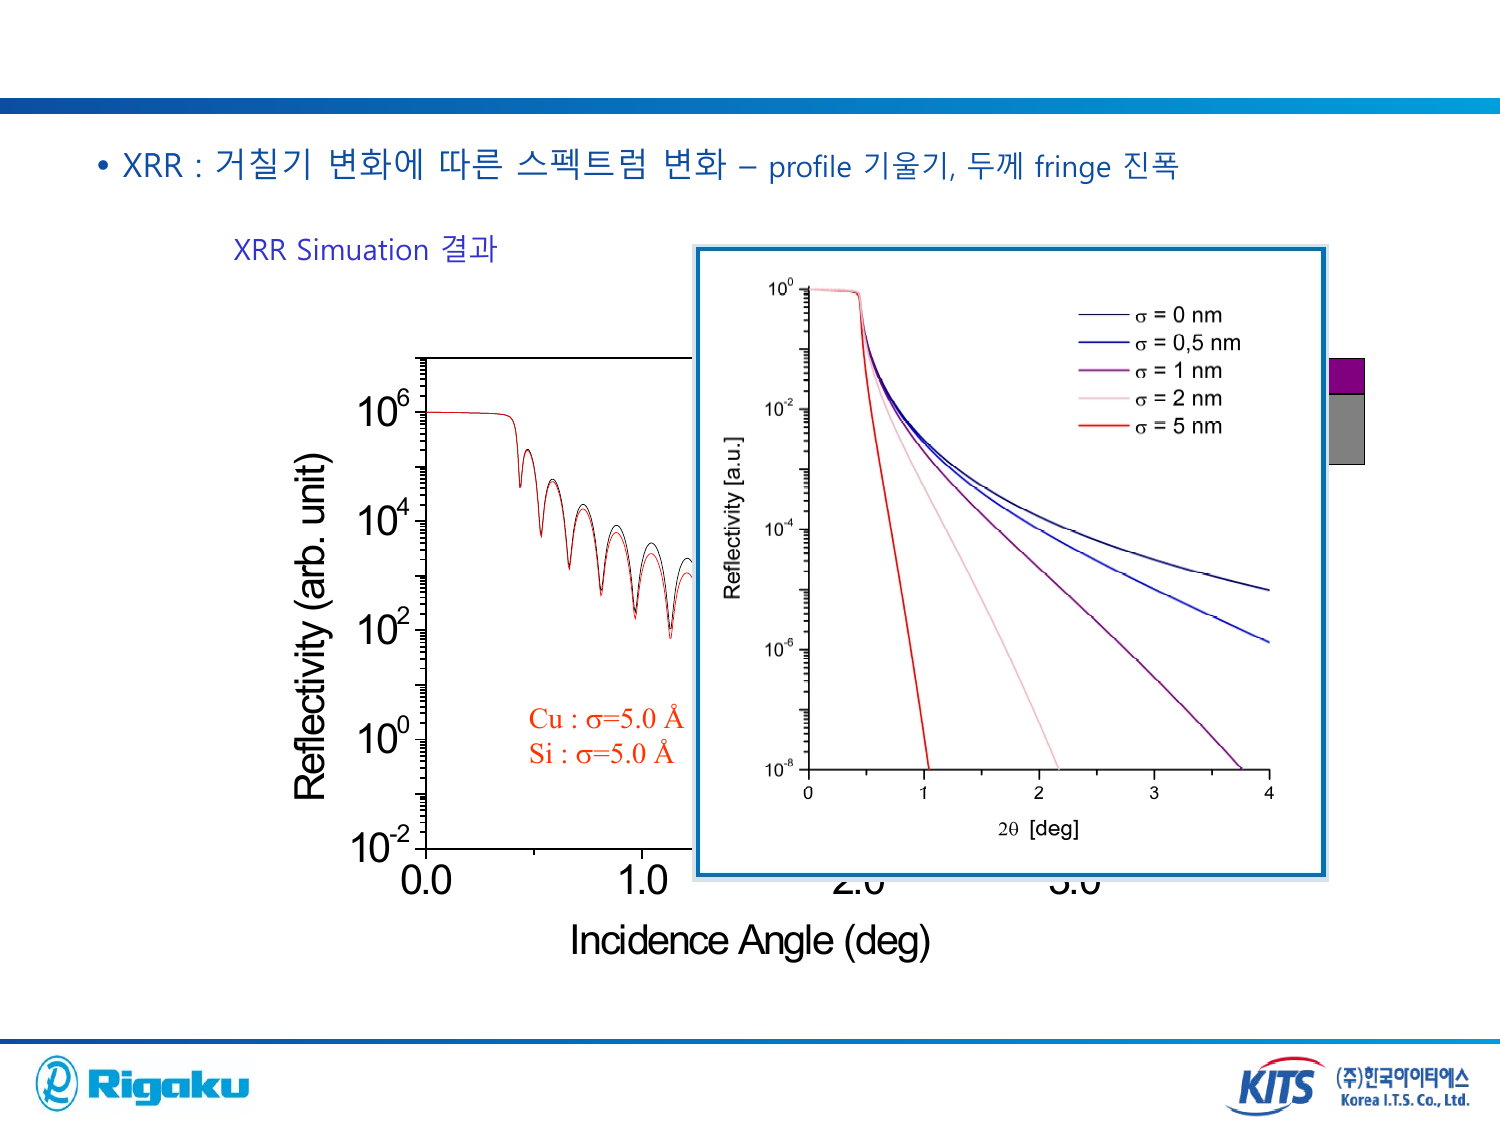 • XRR : 거칠기 변화에 따른 스펙트럼 변화 – profile 기울기, 두께 fringe 진폭
XRR Simuation 결과
Reflectivity (arb. unit)
10^6
10^4
10^2
10^0
10^-2
0.0 1.0 2.0 3.0
Incidence Angle (deg)
Cu : σ=5.0 Å
Si : σ=5.0 Å
Reflectivity [a.u.]
10^0
10^-2
10^-4
10^-6
10^-8
0 1 2 3 4
2θ [deg]
σ = 0 nm
σ = 0,5 nm
σ = 1 nm
σ = 2 nm
σ = 5 nm
Rigaku
KITS
(주)한국아이티에스
Korea I.T.S. Co., Ltd.